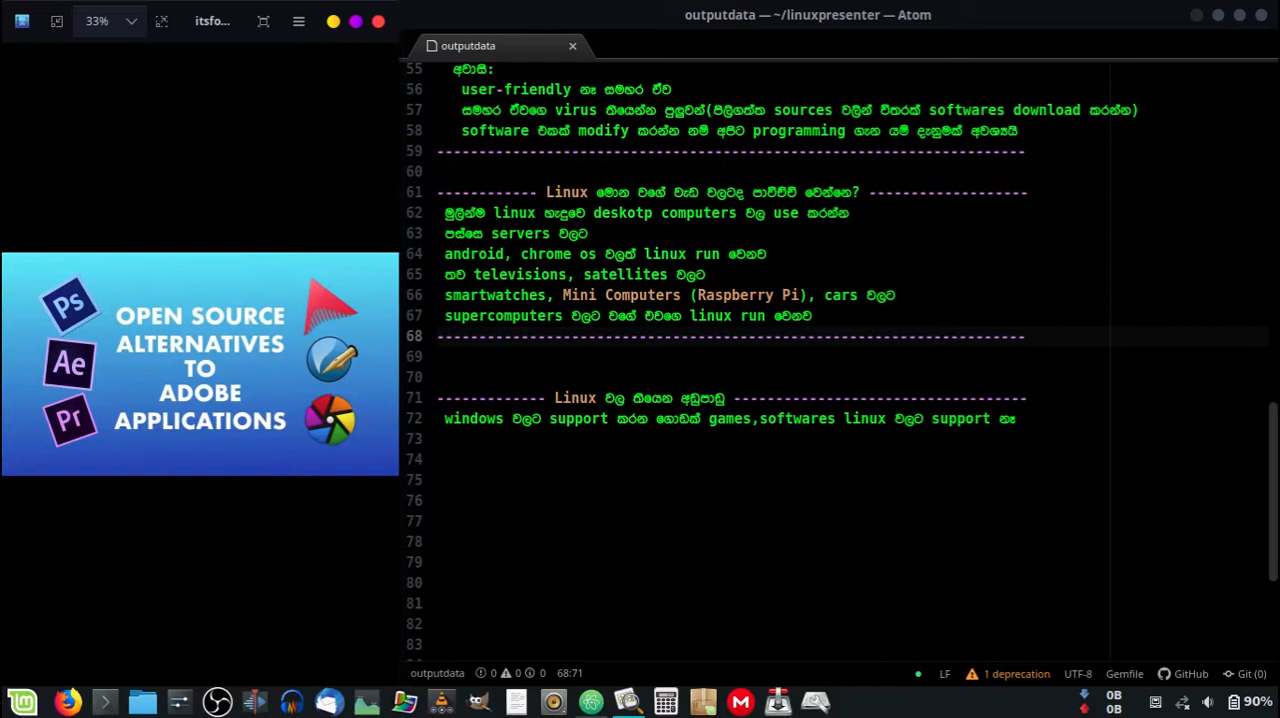 33%
itsfo...
Ps
Ae
Pr
OPEN SOURCE
ALTERNATIVES
TO
ADOBE
APPLICATIONS
outputdata — ~/linuxpresenter — Atom
outputdata
55 අවාසි:
56 user-friendly නෑ සමහර ඒව
57 සමහර ඒවගෙ virus තියෙන්න පුලුවන්(පිලිගත්ත sources වලින් විතරක් softwares download කරන්න)
58 software එකක් modify කරන්න නම් අපිට programming ගැන යම් දැනුමක් අවශ්‍යයි
59 ----------------------------------------------------------------------
60
61 ------------ Linux මොන වගේ වැඩ වලටද පාවිච්චි වෙන්නෙ? -------------------
62 මුලින්ම linux හැදුවෙ deskotp computers වල use කරන්න
63 පස්සෙ servers වලට
64 android, chrome os වලත් linux run වෙනව
65 තව televisions, satellites වලට
66 smartwatches, Mini Computers (Raspberry Pi), cars වලට
67 supercomputers වලට වගේ එවගෙ linux run වෙනව
68 ----------------------------------------------------------------------
69
70
71 ------------- Linux වල තියෙන අඩුපාඩු -----------------------------------
72 windows වලට support කරන ගොඩක් games,softwares linux වලට support නෑ
73
74
75
76
77
78
79
80
81
82
83
outputdata 0 0 0 68:71 LF 1 deprecation UTF-8 Gemfile GitHub Git (0)
0B
0B
90%